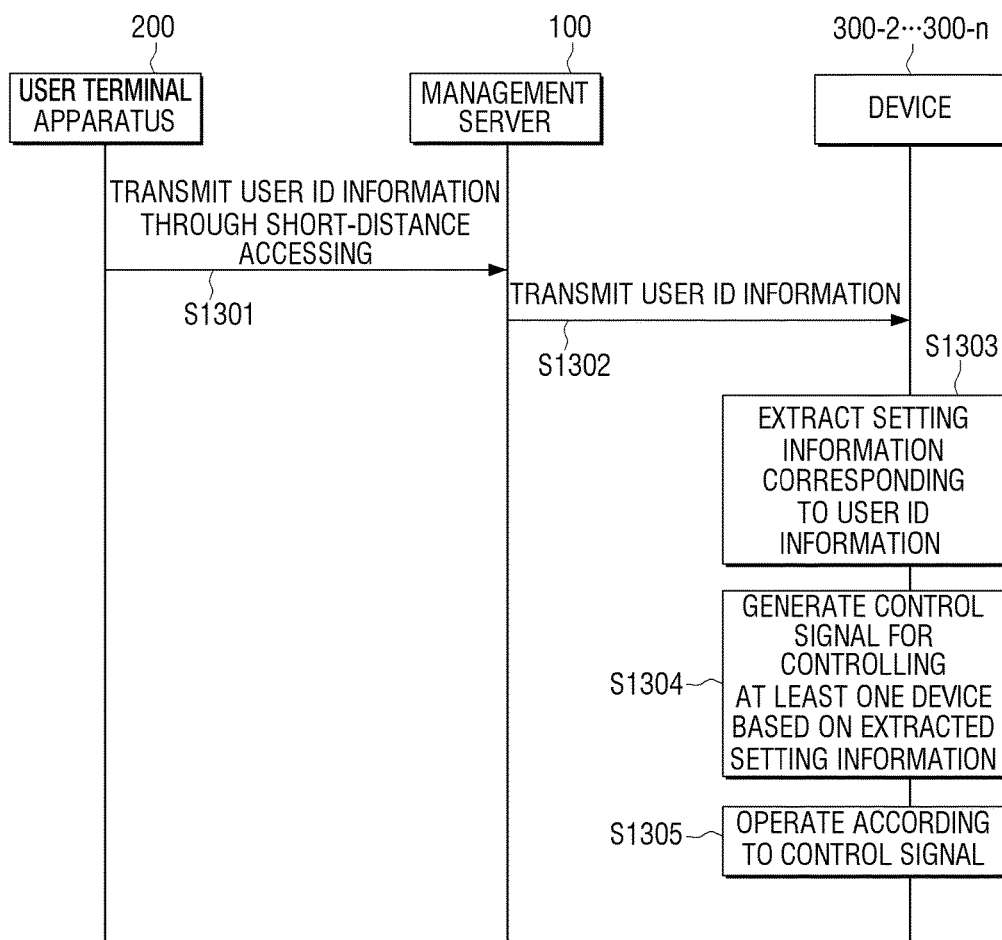 200
100
300-2···300-n
USER TERMINAL
APPARATUS
MANAGEMENT
SERVER
DEVICE
TRANSMIT USER ID INFORMATION
THROUGH SHORT-DISTANCE
ACCESSING
S1301
TRANSMIT USER ID INFORMATION
S1302
S1303
EXTRACT SETTING
INFORMATION
CORRESPONDING
TO USER ID
INFORMATION
GENERATE CONTROL
SIGNAL FOR
CONTROLLING
AT LEAST ONE DEVICE
BASED ON EXTRACTED
SETTING INFORMATION
S1304
OPERATE ACCORDING
TO CONTROL SIGNAL
S1305